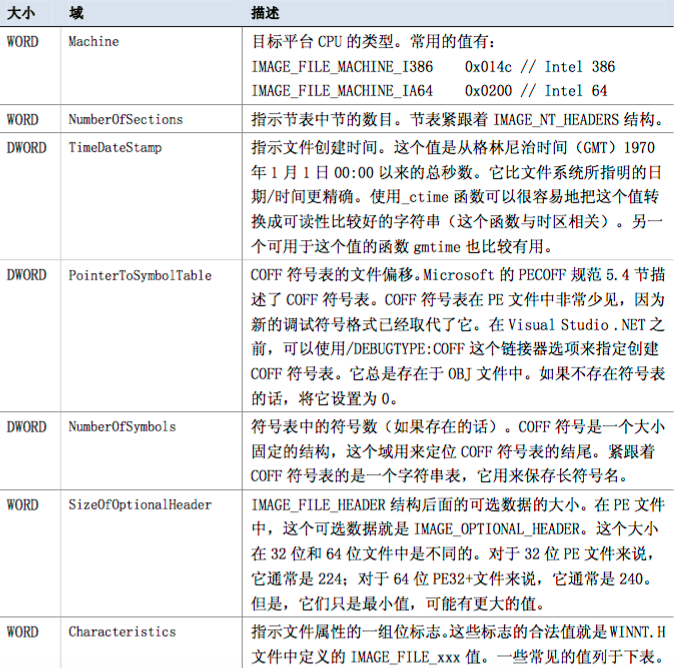 大小 域 描述
WORD Machine 目标平台 CPU 的类型。常用的值有：
IMAGE_FILE_MACHINE_I386 0x014c // Intel 386
IMAGE_FILE_MACHINE_IA64 0x0200 // Intel 64
WORD NumberOfSections 指示节表中节的数目。节表紧跟着 IMAGE_NT_HEADERS 结构。
DWORD TimeDateStamp 指示文件创建时间。这个值是从格林尼治时间（GMT）1970
年 1 月 1 日 00:00 以来的总秒数。它比文件系统所指明的日
期/时间更精确。使用_ctime 函数可以很容易地把这个值转
换成可读性比较好的字符串（这个函数与时区相关）。另一
个可用于这个值的函数 gmtime 也比较有用。
DWORD PointerToSymbolTable COFF 符号表的文件偏移。Microsoft 的 PECOFF 规范 5.4 节描
述了 COFF 符号表。COFF 符号表在 PE 文件中非常少见，因为
新的调试符号格式已经取代了它。在 Visual Studio .NET 之
前，可以使用/DEBUGTYPE:COFF 这个链接器选项来指定创建
COFF 符号表。它总是存在于 OBJ 文件中。如果不存在符号表
的话，将它设置为 0。
DWORD NumberOfSymbols 符号表中的符号数（如果存在的话）。COFF 符号是一个大小
固定的结构，这个域用来定位 COFF 符号表的结尾。紧跟着
COFF 符号表的是一个字符串表，它用来保存长符号名。
WORD SizeOfOptionalHeader IMAGE_FILE_HEADER 结构后面的可选数据的大小。在 PE 文件
中，这个可选数据就是 IMAGE_OPTIONAL_HEADER。这个大小
在 32 位和 64 位文件中是不同的。对于 32 位 PE 文件来说，
它通常是 224；对于 64 位 PE32+文件来说，它通常是 240。
但是，它们只是最小值，可能有更大的值。
WORD Characteristics 指示文件属性的一组位标志。这些标志的合法值就是 WINNT.H
文件中定义的 IMAGE_FILE_xxx 值。一些常见的值列于下表。